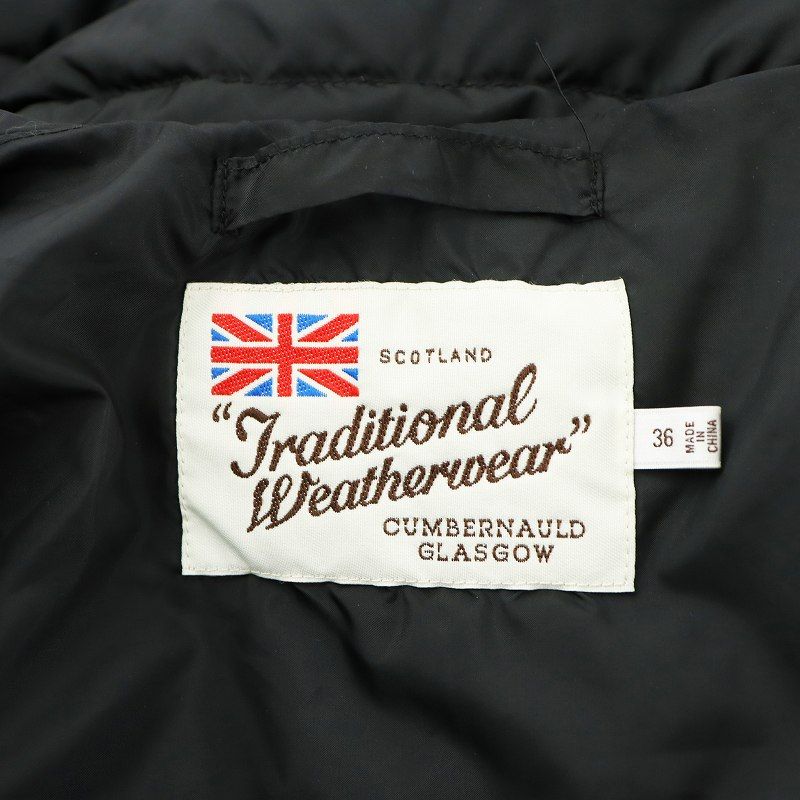 SCOTLAND
"Traditional
Weatherwear"
CUMBERNAULD
GLASGOW
36
MADE
IN
CHINA